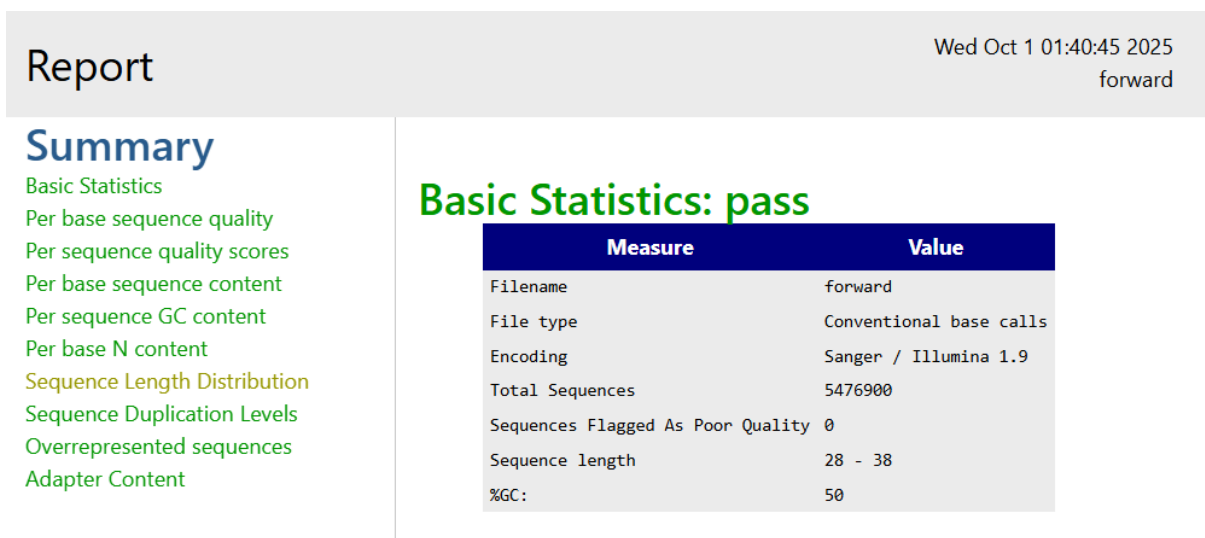 Report
Wed Oct 1 01:40:45 2025
forward
Summary
Basic Statistics
Per base sequence quality
Per sequence quality scores
Per base sequence content
Per sequence GC content
Per base N content
Sequence Length Distribution
Sequence Duplication Levels
Overrepresented sequences
Adapter Content
Basic Statistics: pass
Measure Value
Filename forward
File type Conventional base calls
Encoding Sanger / Illumina 1.9
Total Sequences 5476900
Sequences Flagged As Poor Quality 0
Sequence length 28 - 38
%GC: 50